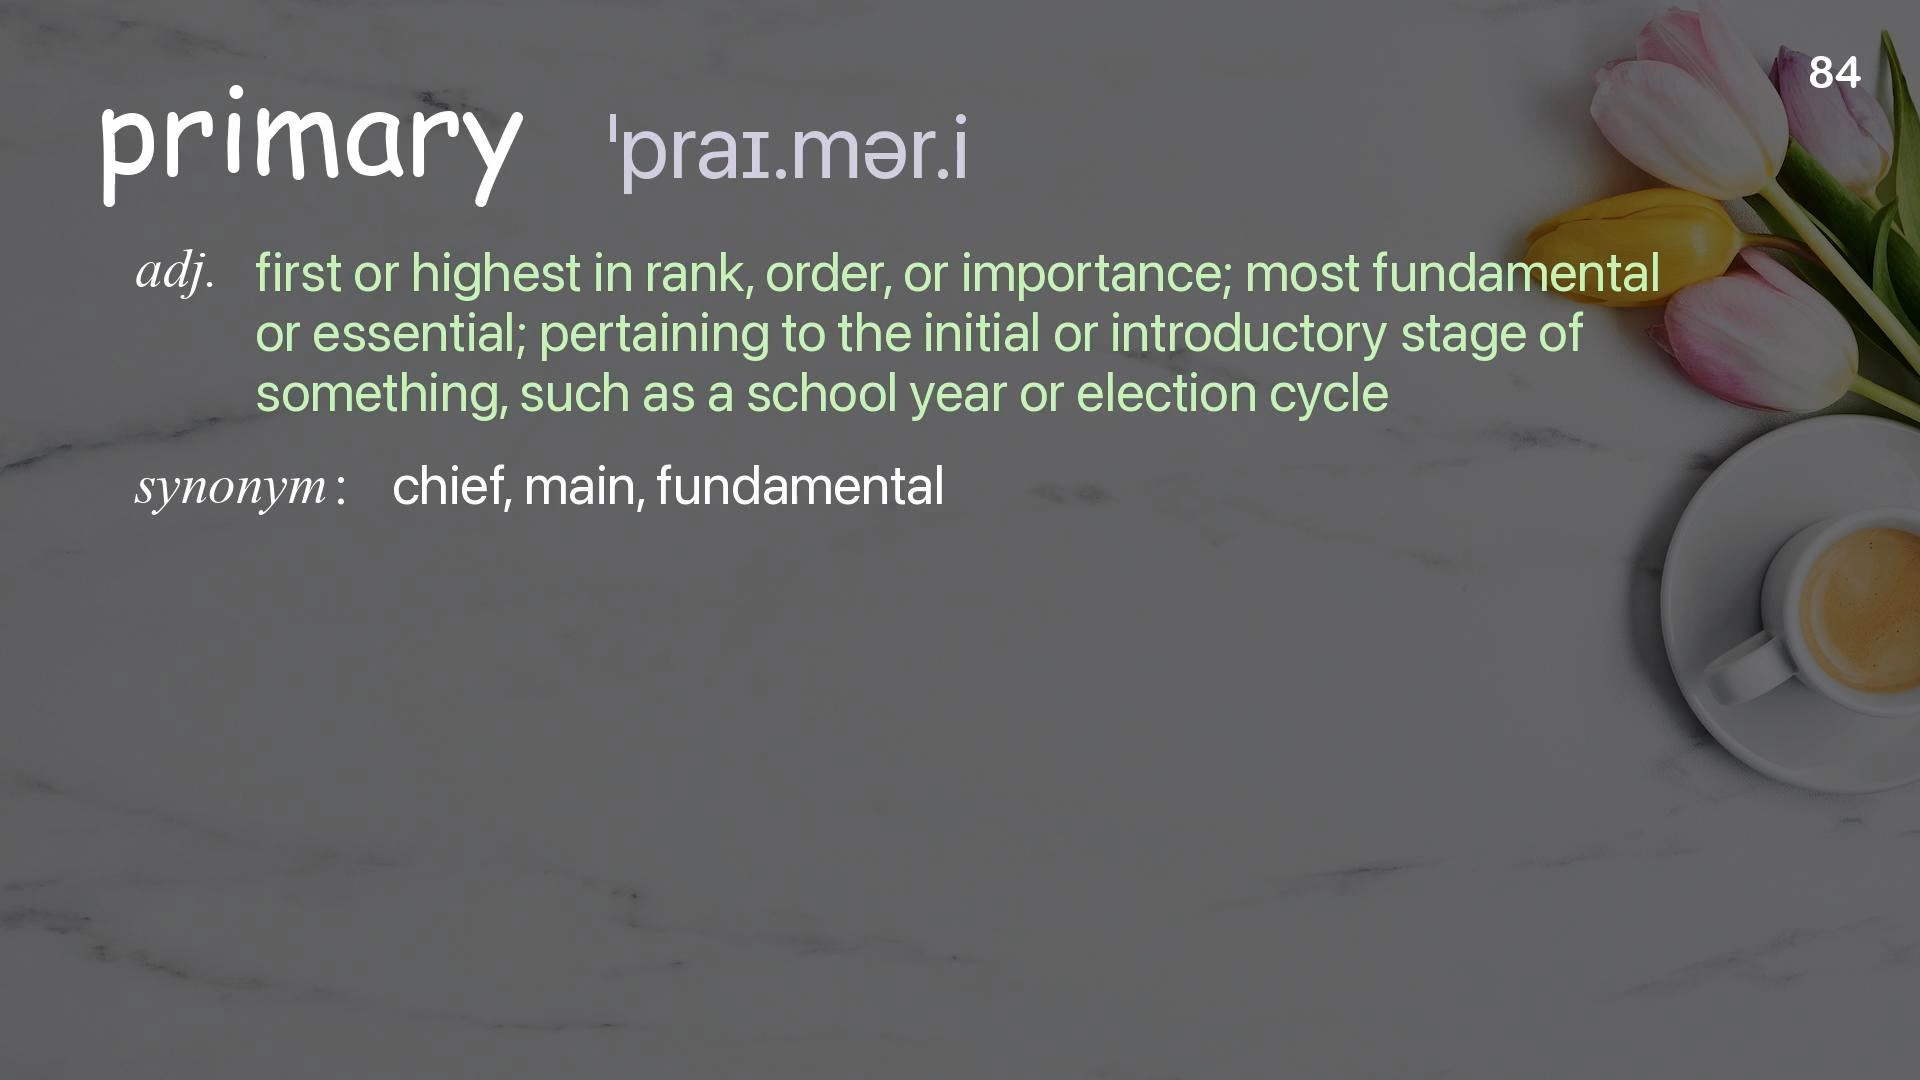 84
primary ˈpraɪ.mər.i
adj. first or highest in rank, order, or importance; most fundamental
or essential; pertaining to the initial or introductory stage of
something, such as a school year or election cycle
synonym: chief, main, fundamental